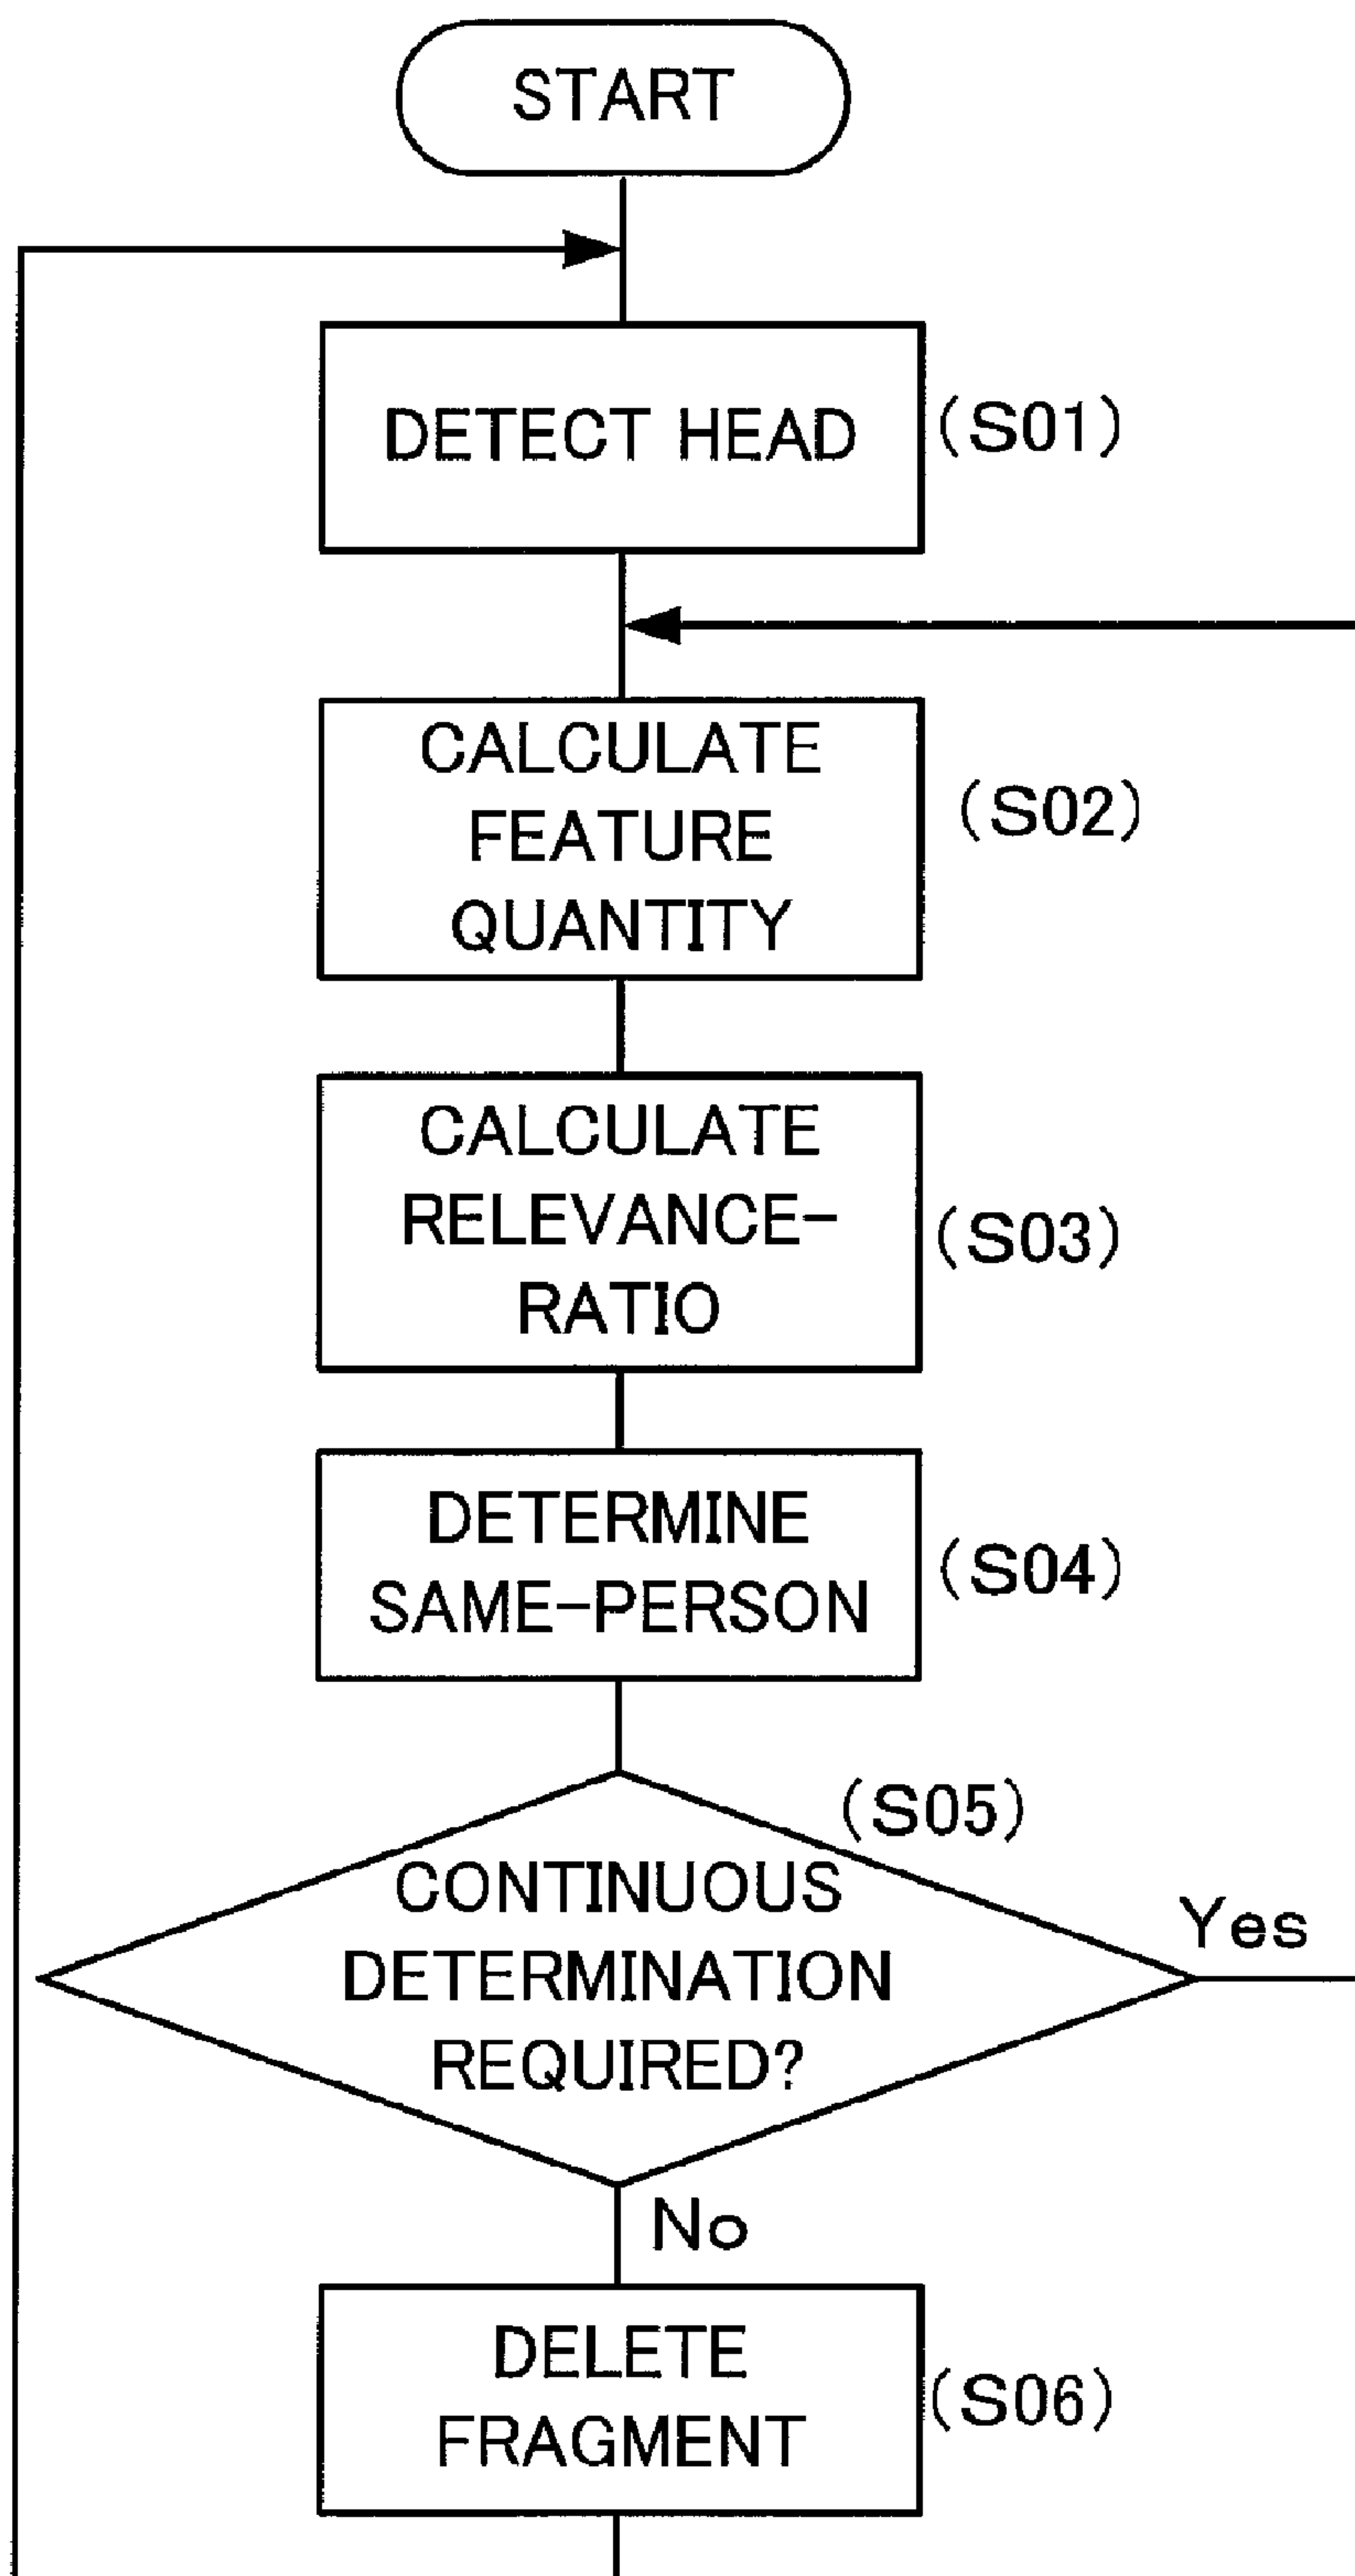 START
DETECT HEAD
(S01)
CALCULATE
FEATURE
QUANTITY
(S02)
CALCULATE
RELEVANCE-
RATIO
(S03)
DETERMINE
SAME-PERSON
(S04)
(S05)
CONTINUOUS
DETERMINATION
REQUIRED?
Yes
No
DELETE
FRAGMENT
(S06)